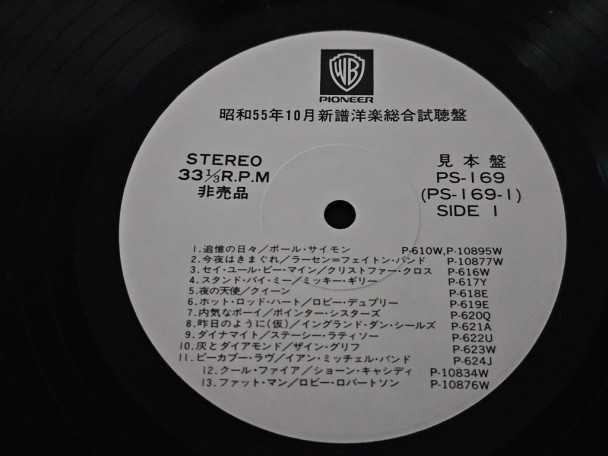 WB
PIONEER
昭和55年10月新譜洋楽総合試聴盤
STEREO
33⅓R.P.M
非売品
見本盤
PS-169
(PS-169-1)
SIDE 1
1.追憶の日々/ポール・サイモン P-610W,P-10895W
2.今夜はきまぐれ/ラーセン=フェイトン・バンド P-10877W
3.セイ・ユール・ビー・マイン/クリストファー・クロス P-616W
4.スタンド・バイ・ミー/ミッキー・ギリー P-617Y
5.夜の天使/クイーン P-618E
6.ホット・ロッド・ハート/ロビー・デュプリー P-619E
7.内気なボーイ/ポインター・シスターズ P-620Q
8.昨日のように(仮)/イングランド・ダン・シールズ P-621A
9.ダイナマイト/ステーシー・ラティソー P-622U
10.灰とダイアモンド/ザイン・グリフ P-623W
11.ピーカブー・ラヴ/イアン・ミッチェル・バンド P-624J
12.クール・ファイア/ショーン・キャシディ P-10834W
13.ファット・マン/ロビー・ロバートソン P-10876W